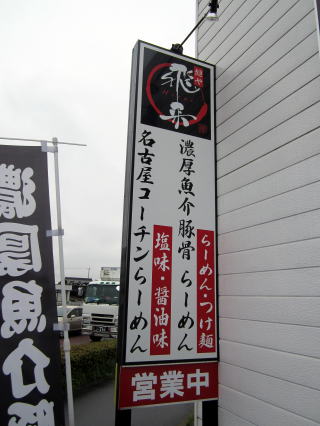 麺や
飛来
濃厚魚介豚骨らーめん
らーめん・つけ麺
名古屋コーチンらーめん
塩味・醤油味
営業中
濃厚魚介豚